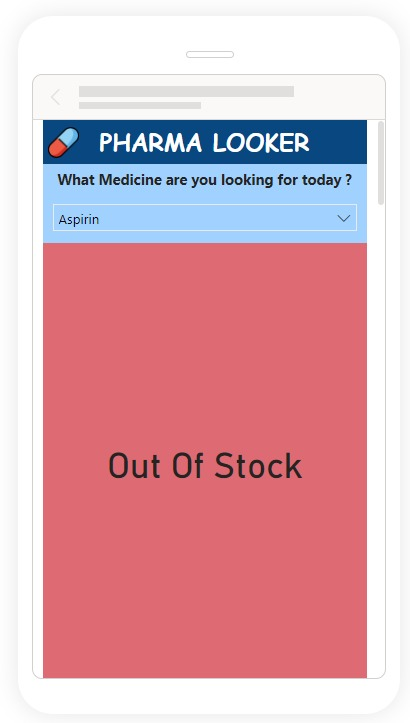 PHARMA LOOKER
What Medicine are you looking for today ?
Aspirin
Out Of Stock